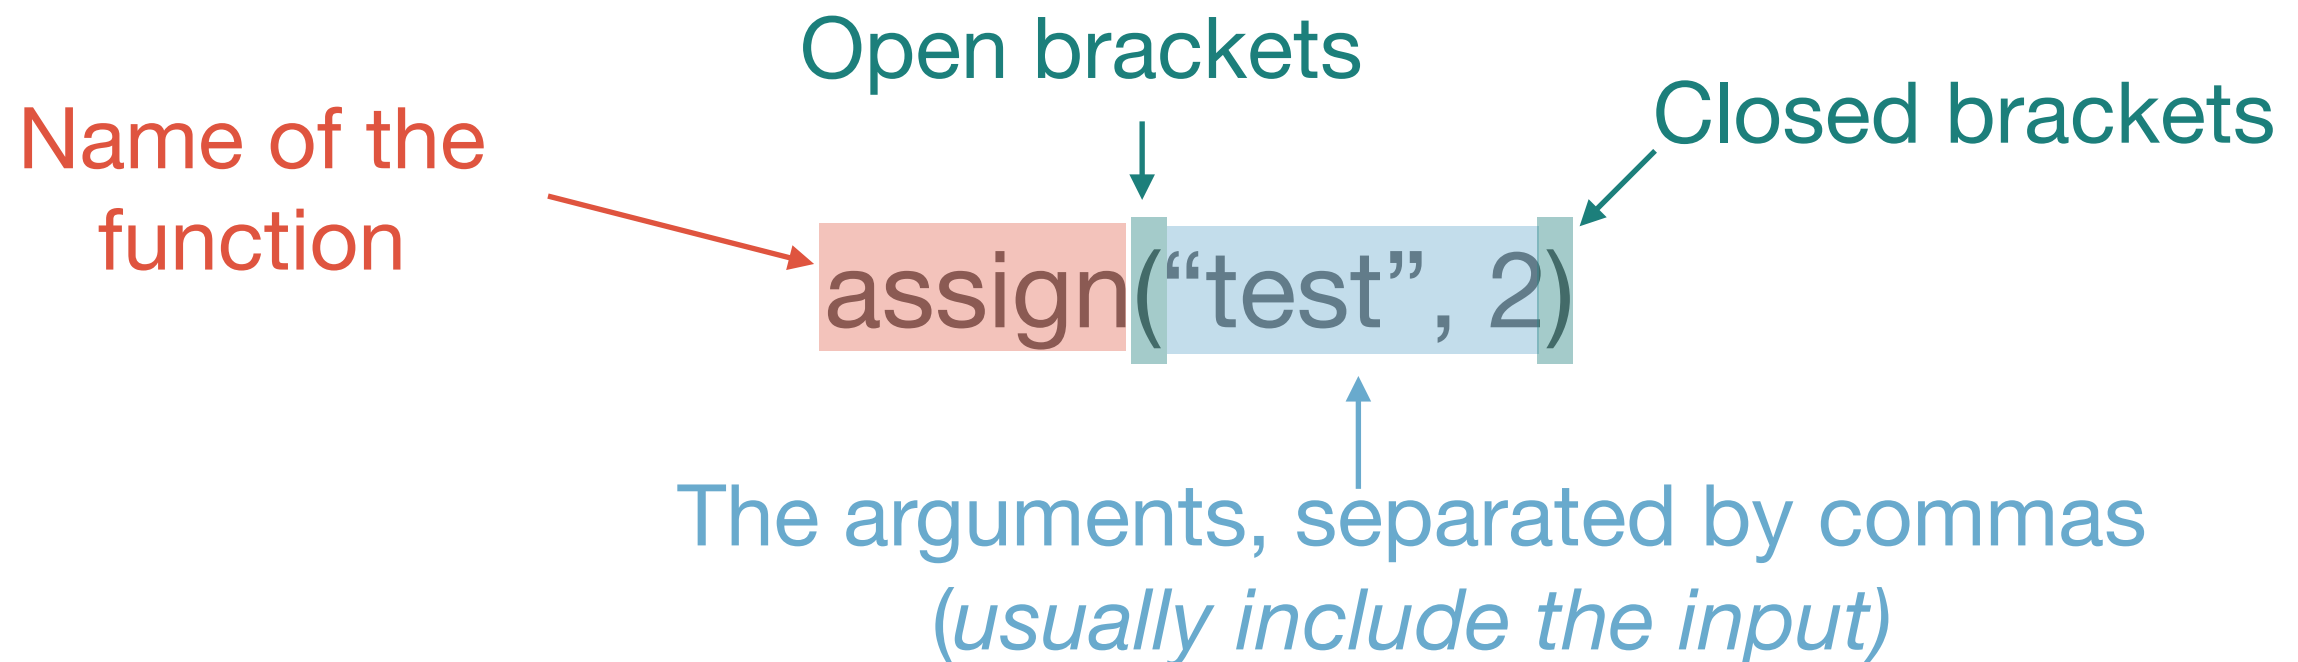 Open brackets
Closed brackets
Name of the
function
assign(“test”, 2)
The arguments, separated by commas
(usually include the input)